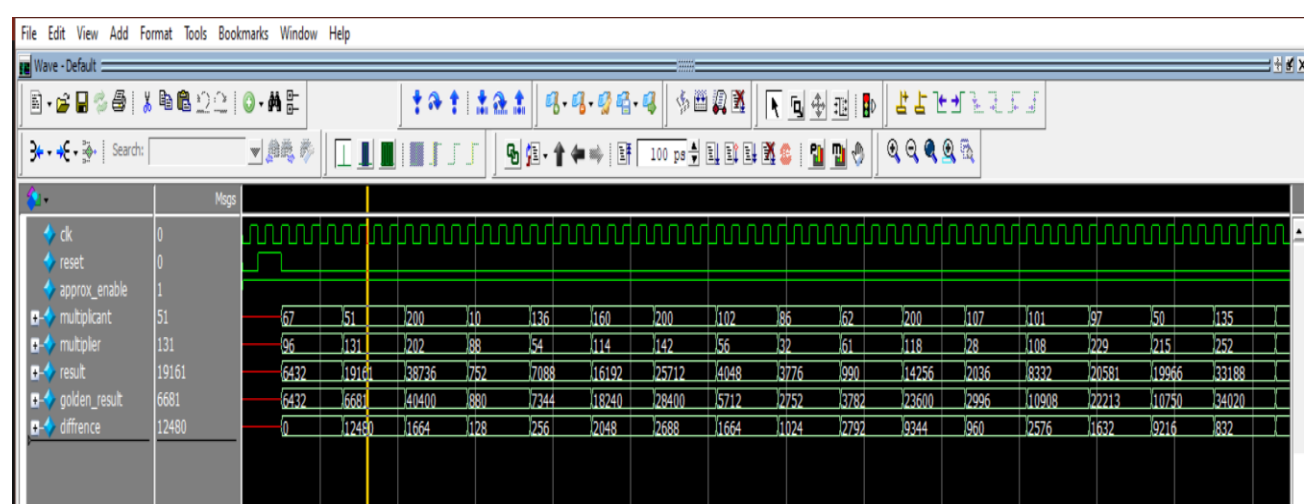 File Edit View Add Format Tools Bookmarks Window Help
Wave - Default
Search:
100 ps
Msgs
clk 0
reset 0
approx_enable 1
multiplicant 51 67 51 200 10 136 160 200 102 86 62 200 107 101 97 50 135
multiplier 131 96 131 202 88 54 114 142 56 32 61 118 28 108 229 215 252
result 19161 6432 19161 38736 752 7088 16192 25712 4048 3776 990 14256 2036 8332 20581 19966 33188
golden_result 6681 6432 6681 40400 880 7344 18240 28400 5712 2752 3782 23600 2996 10908 22213 10750 34020
diffrence 12480 0 12480 1664 128 256 2048 2688 1664 1024 2792 9344 960 2576 1632 9216 832